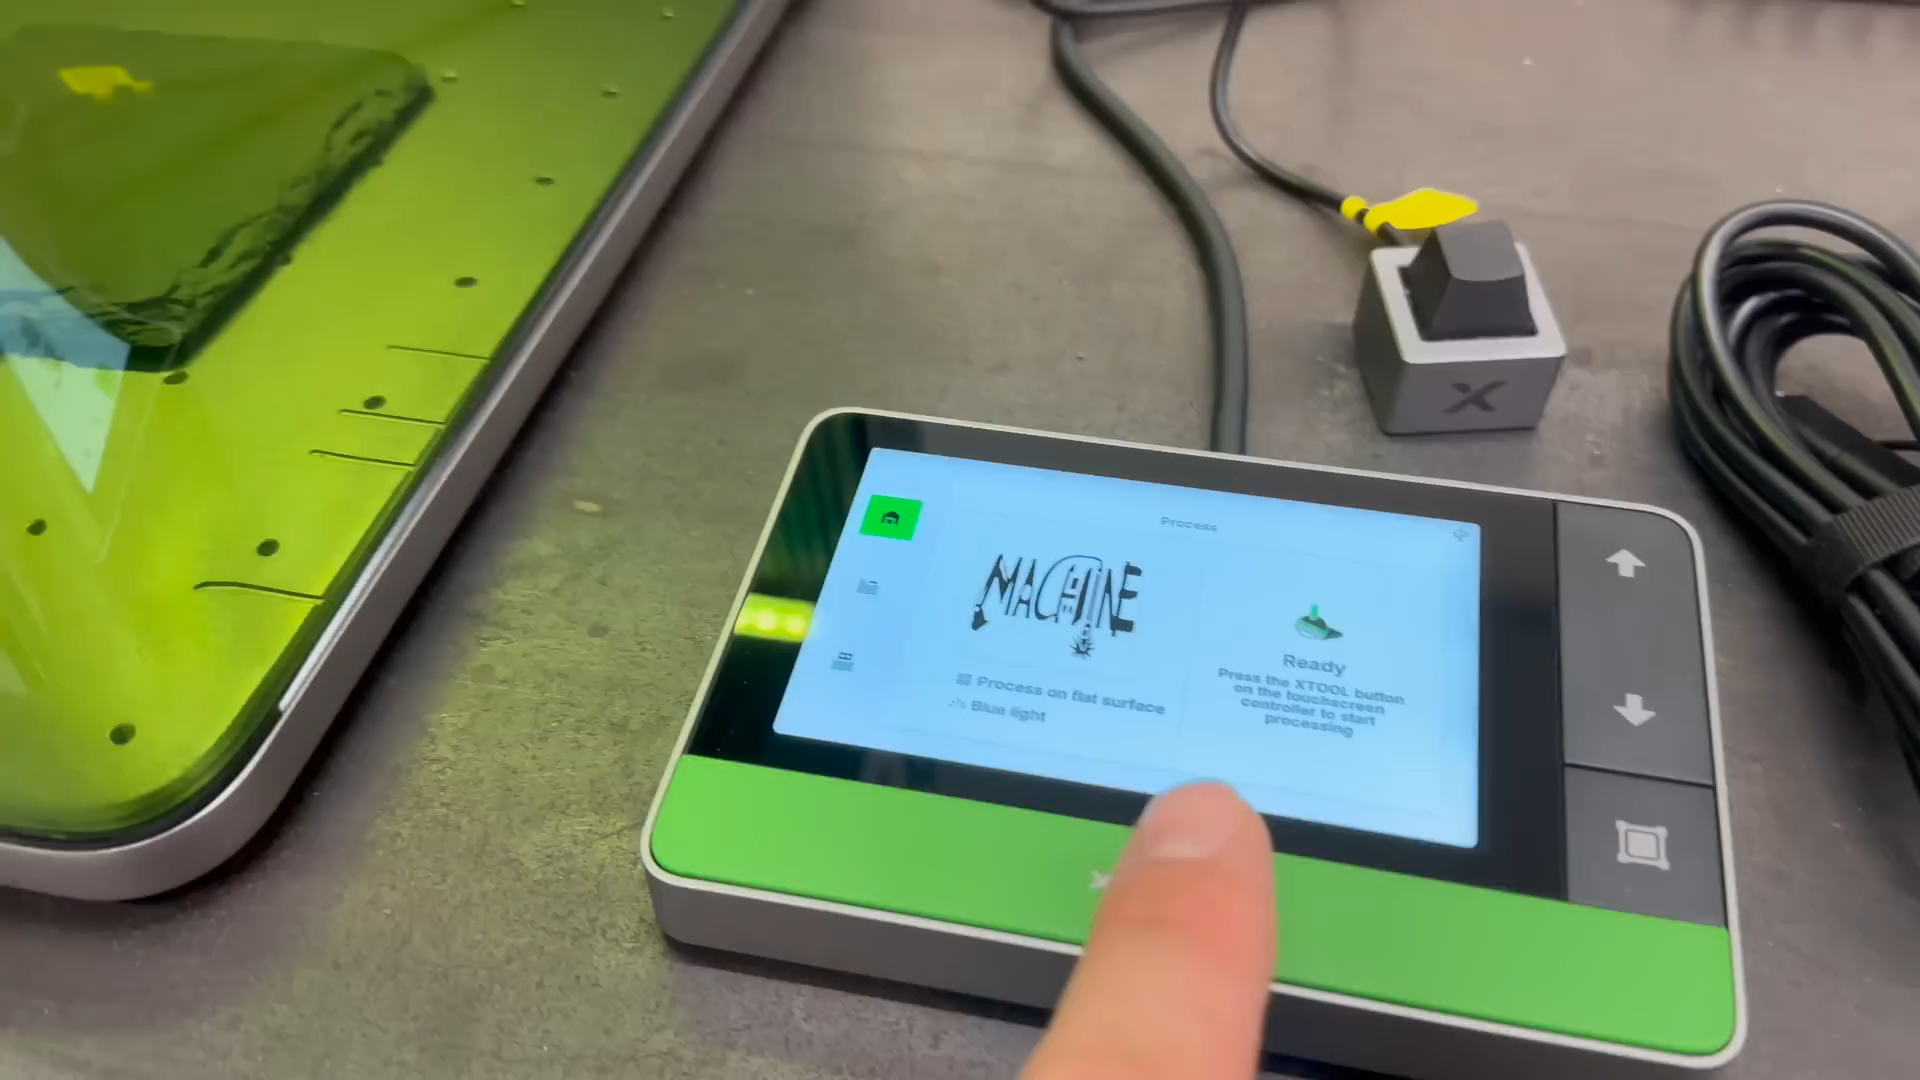 Process
MACHINE
Process on flat surface
Blue light
Ready
Press the XTOOL button
on the touchscreen
controller to start
processing
X